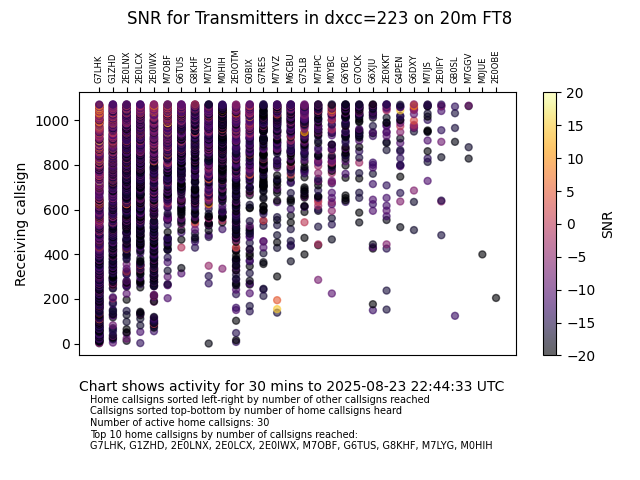 SNR for Transmitters in dxcc=223 on 20m FT8
G7LHK G1ZHD 2E0LNX 2E0LCX 2E0IWX M7OBF G6TUS G8KHF M7LYG M0HIH 2E0OTM G0BIX G7RES M7YVZ M6CBU G7SLB M7HPC M0YBC G6YBC G7OCK G6XJU 2E0KKT G4PEN G6DXY M7IJS 2E0IFY GB0SL M7GGV M0JUE 2E0OBE
1000
800
600
400
200
0
Receiving callsign
20
15
10
5
0
−5
−10
−15
−20
SNR
Chart shows activity for 30 mins to 2025-08-23 22:44:33 UTC
Home callsigns sorted left-right by number of other callsigns reached
Callsigns sorted top-bottom by number of home callsigns heard
Number of active home callsigns: 30
Top 10 home callsigns by number of callsigns reached:
G7LHK, G1ZHD, 2E0LNX, 2E0LCX, 2E0IWX, M7OBF, G6TUS, G8KHF, M7LYG, M0HIH